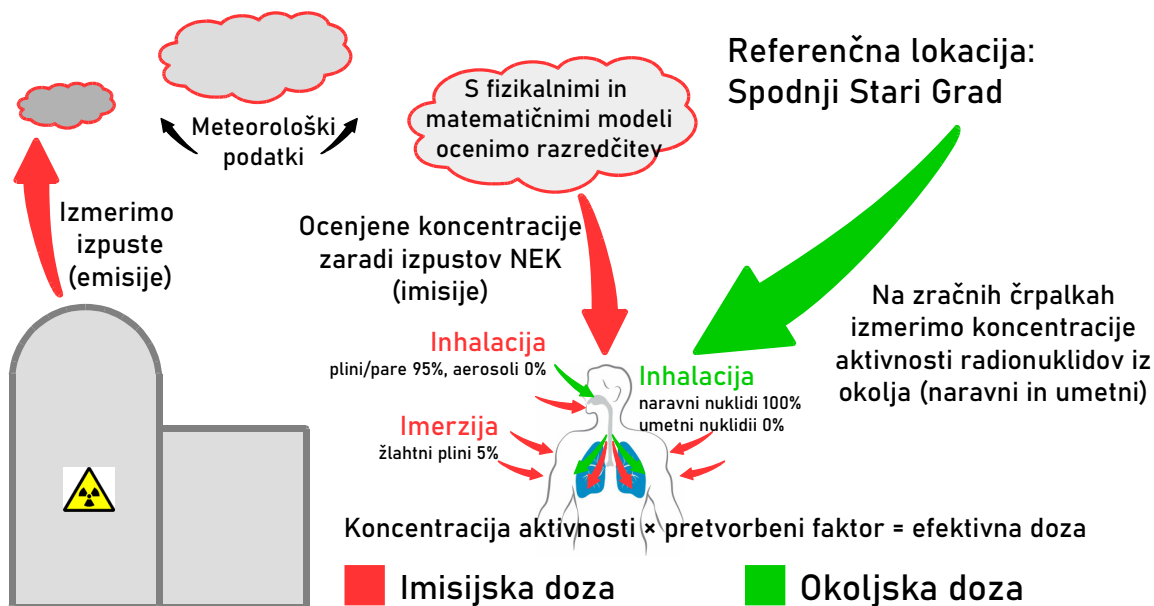 Referenčna lokacija:
Spodnji Stari Grad
S fizikalnimi in
matematičnimi modeli
ocenimo razredčitev
Meteorološki
podatki
Izmerimo
izpuste
(emisije)
Ocenjene koncentracije
zaradi izpustov NEK
(imisije)
Na zračnih črpalkah
izmerimo koncentracije
aktivnosti radionuklidov iz
okolja (naravni in umetni)
Inhalacija
plini/pare 95%, aerosoli 0%
Inhalacija
naravni nuklidi 100%
umetni nuklidii 0%
Imerzija
žlahtni plini 5%
Koncentracija aktivnosti × pretvorbeni faktor = efektivna doza
Imisijska doza
Okoljska doza